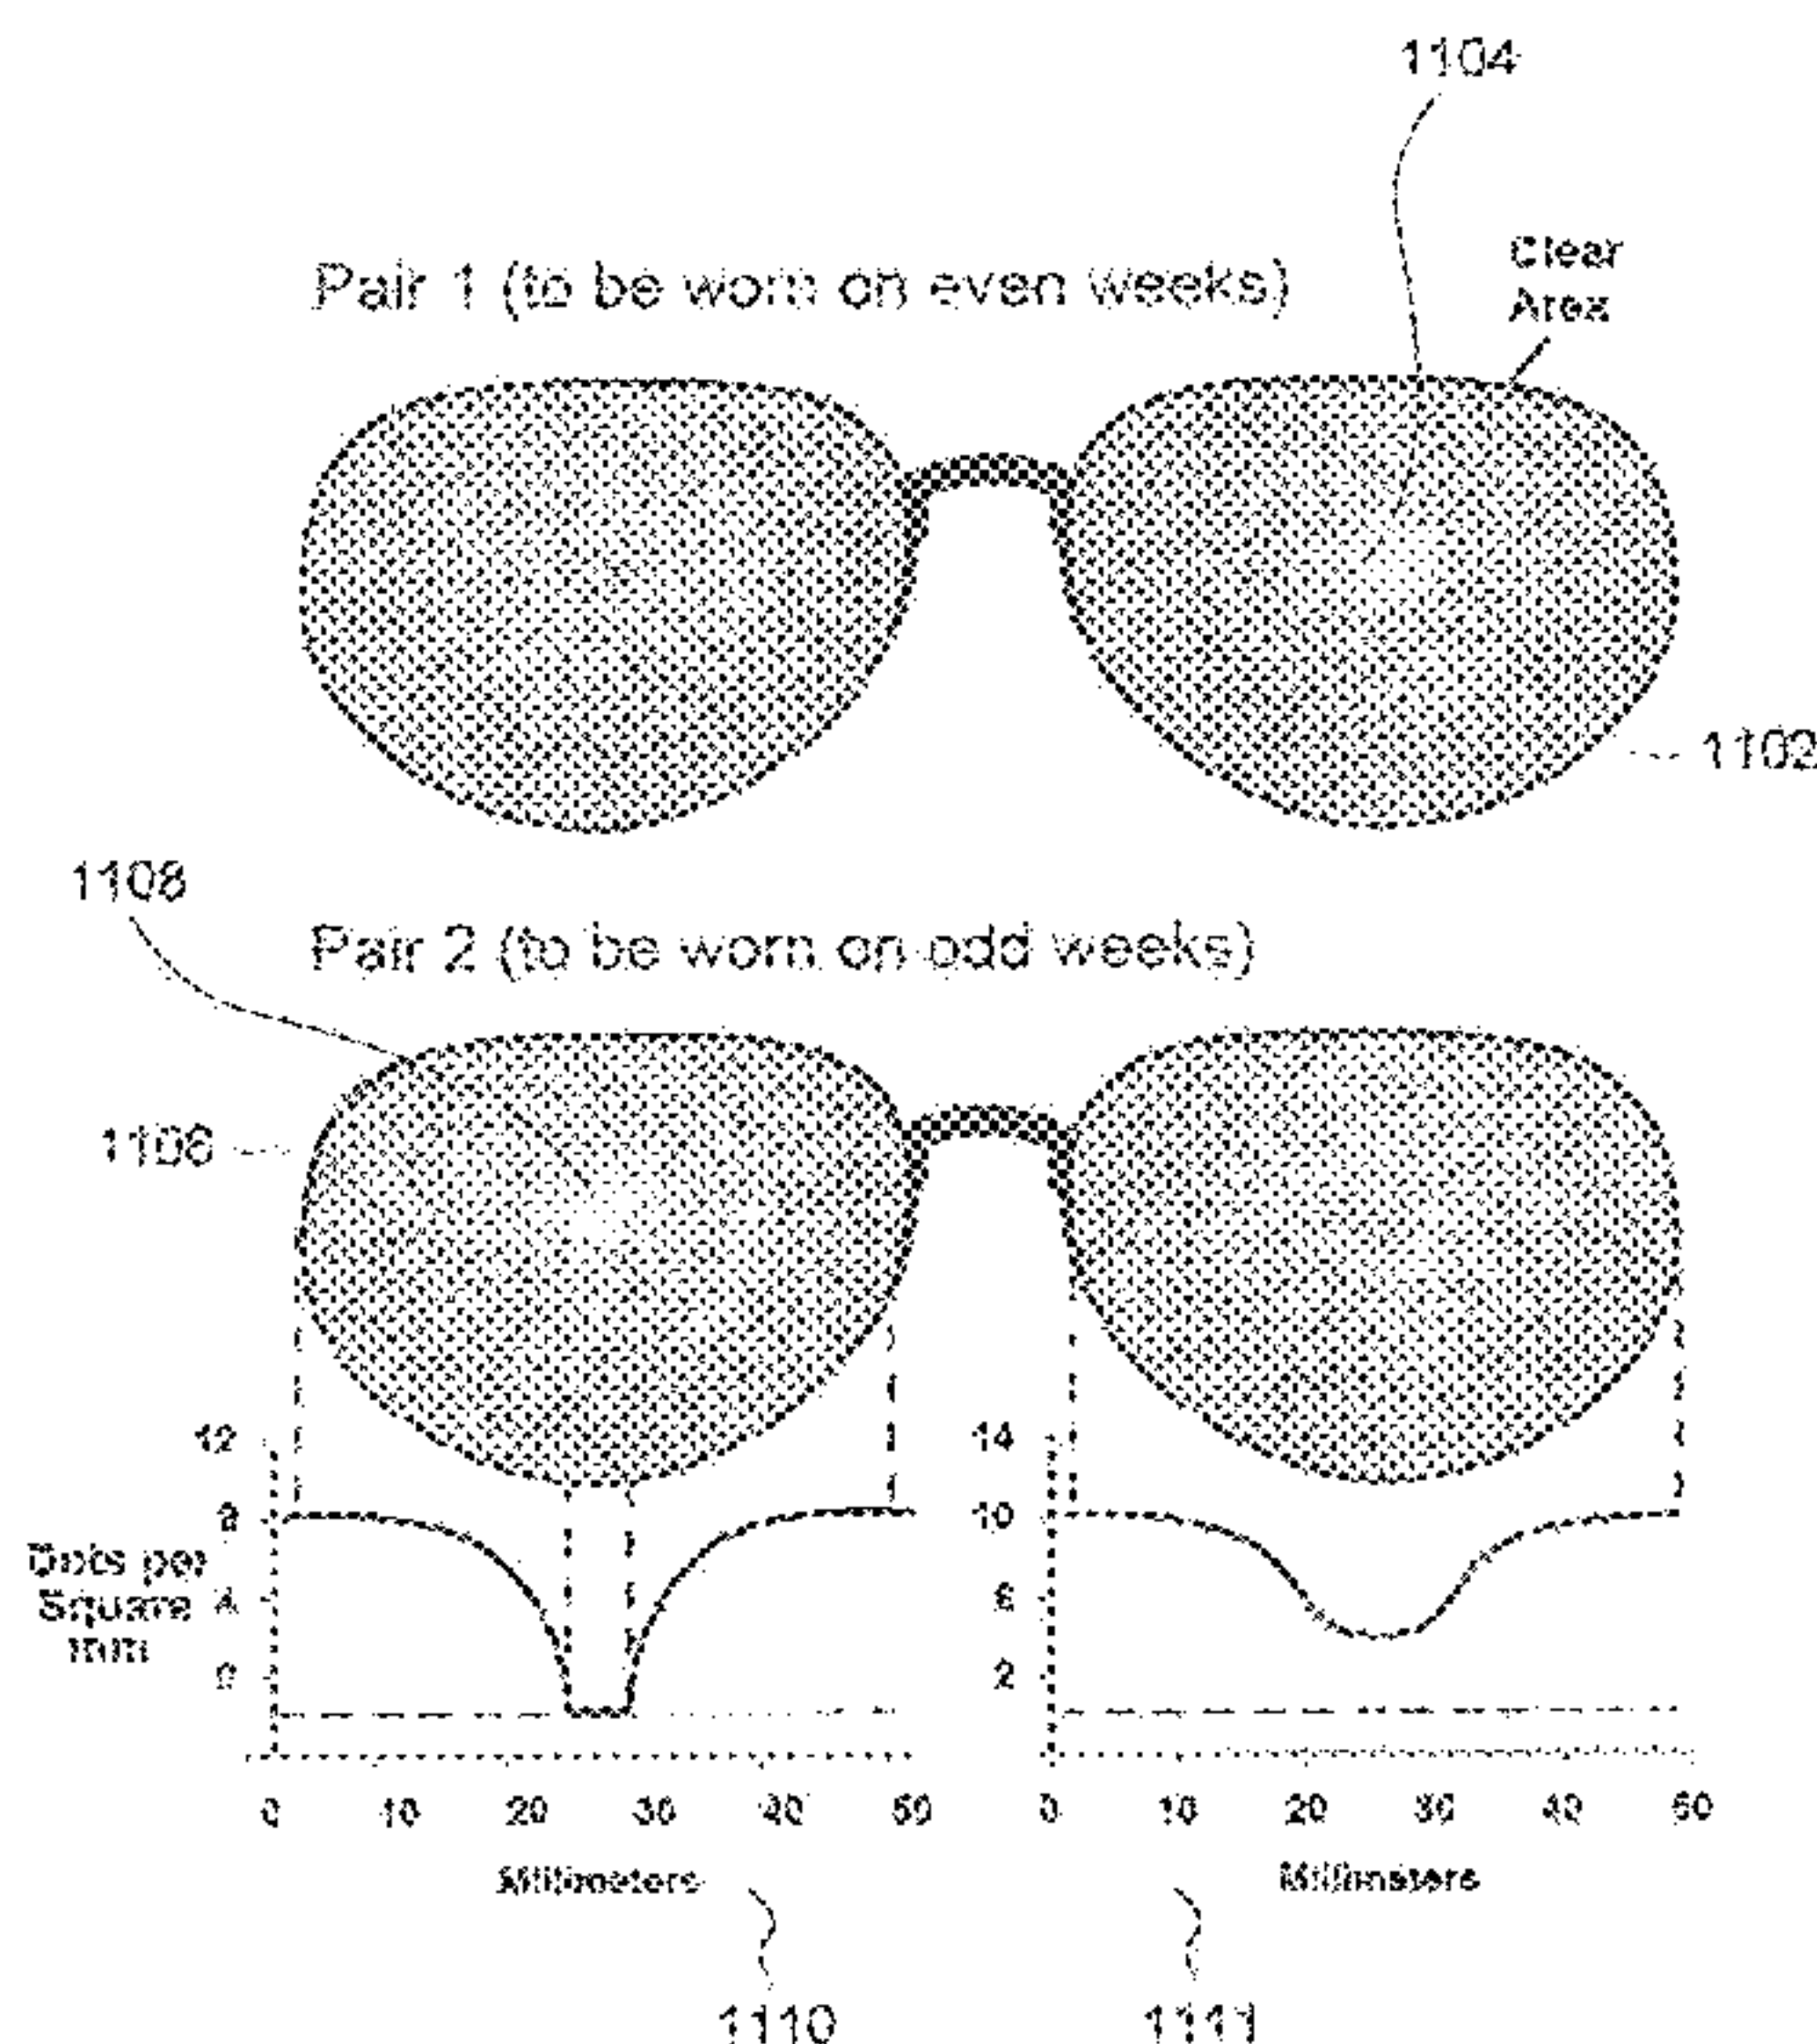 1104
Clear
Area
Pair 1 (to be worn on even weeks)
1102
1108
Pair 2 (to be worn on odd weeks)
1106
12
8
4
0
Dots per
Square
mm
14
10
6
2
0 10 20 30 40 50
0 10 20 30 40 50
Millimeters
Millimeters
1110
1111